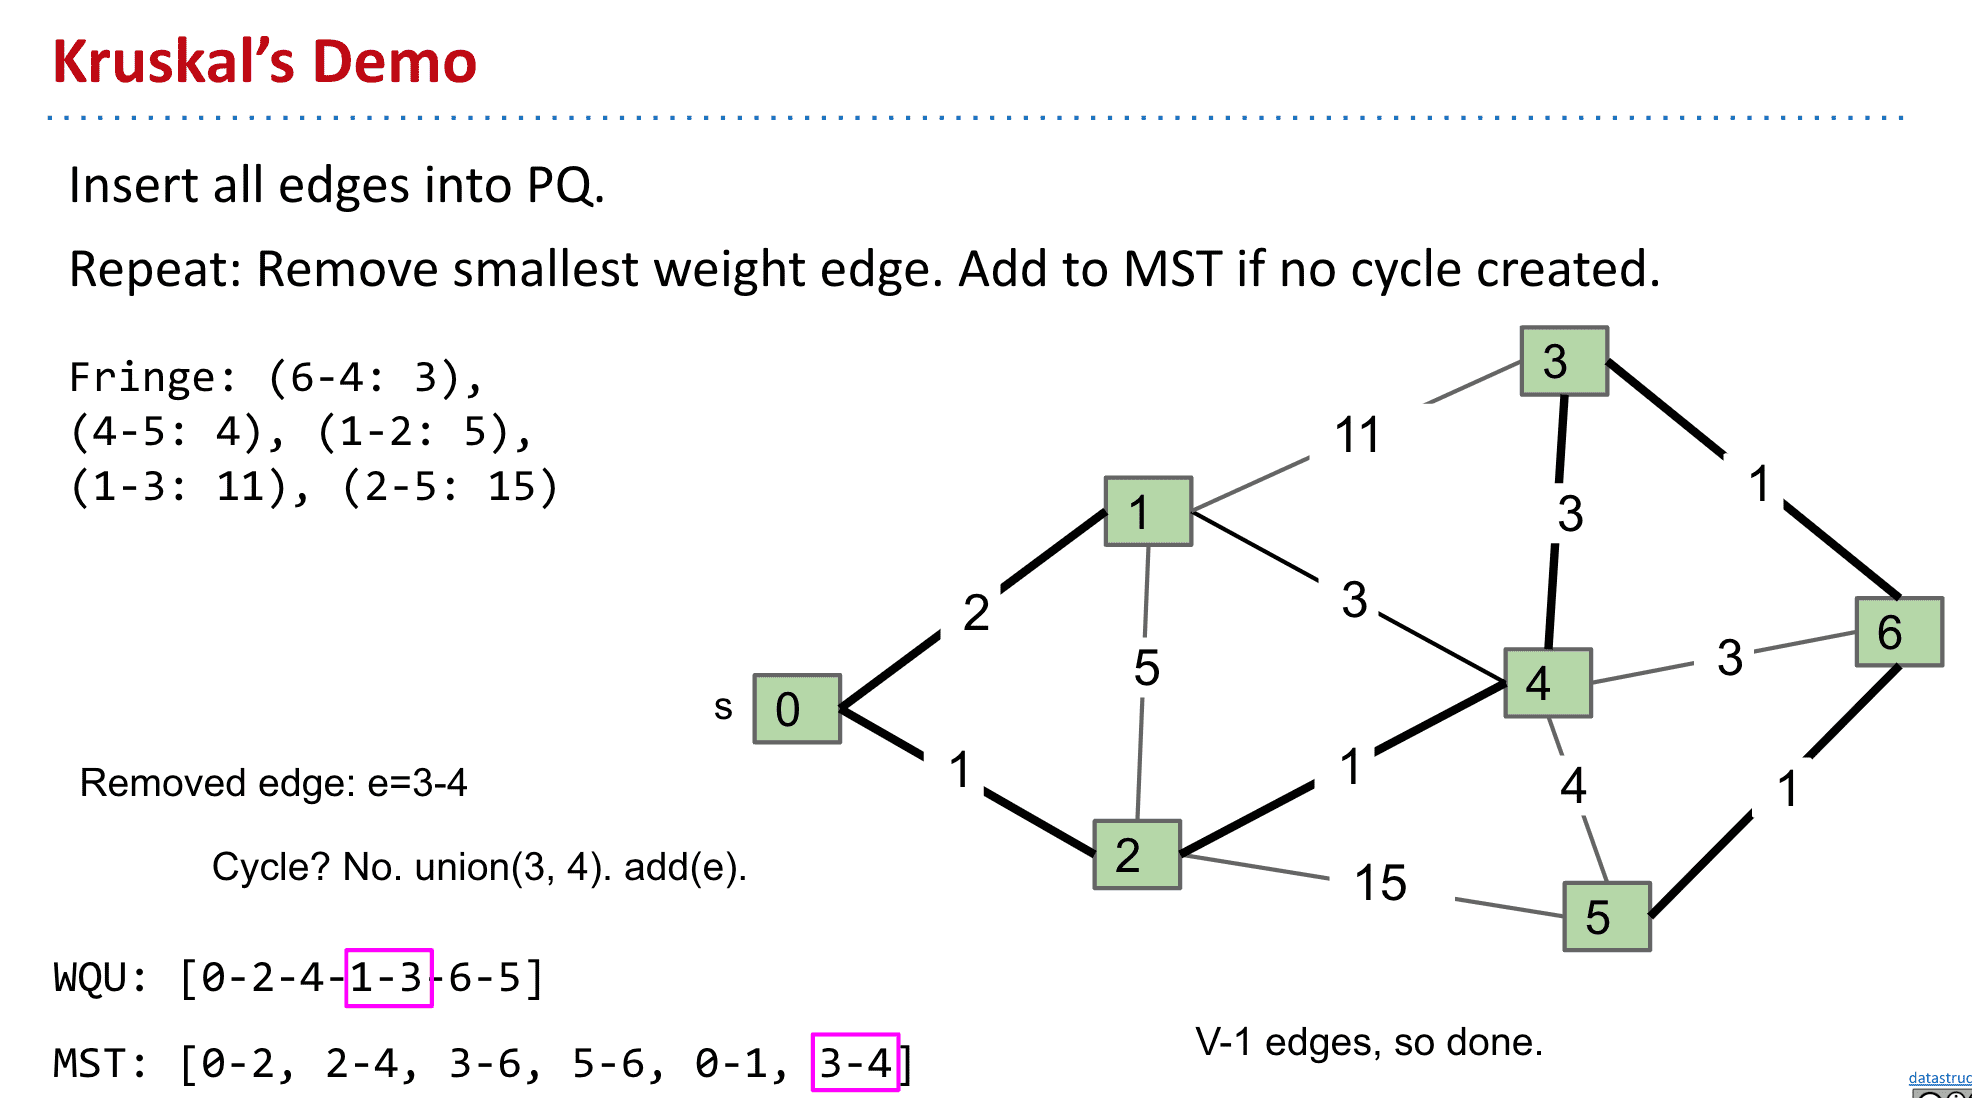 Kruskal's Demo
Insert all edges into PQ.
Repeat: Remove smallest weight edge. Add to MST if no cycle created.
Fringe: (6-4: 3),
(4-5: 4), (1-2: 5),
(1-3: 11), (2-5: 15)
3
11
1
1
3
2
3
6
5
3
4
s 0
1
1
4
1
2
15
5
Removed edge: e=3-4
Cycle? No. union(3, 4). add(e).
WQU: [0-2-4-1-3-6-5]
MST: [0-2, 2-4, 3-6, 5-6, 0-1, 3-4]
V-1 edges, so done.
datastruc